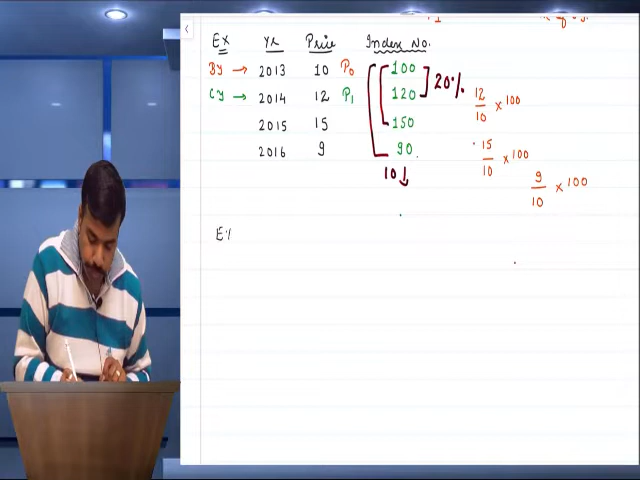 Ex Yr Price Index No.
By → 2013 10 P₀ 100
Cy → 2014 12 P₁ 120 20% 12/10 × 100
2015 15 150 15/10 × 100
2016 9 90 9/10 × 100
10↓
Ex